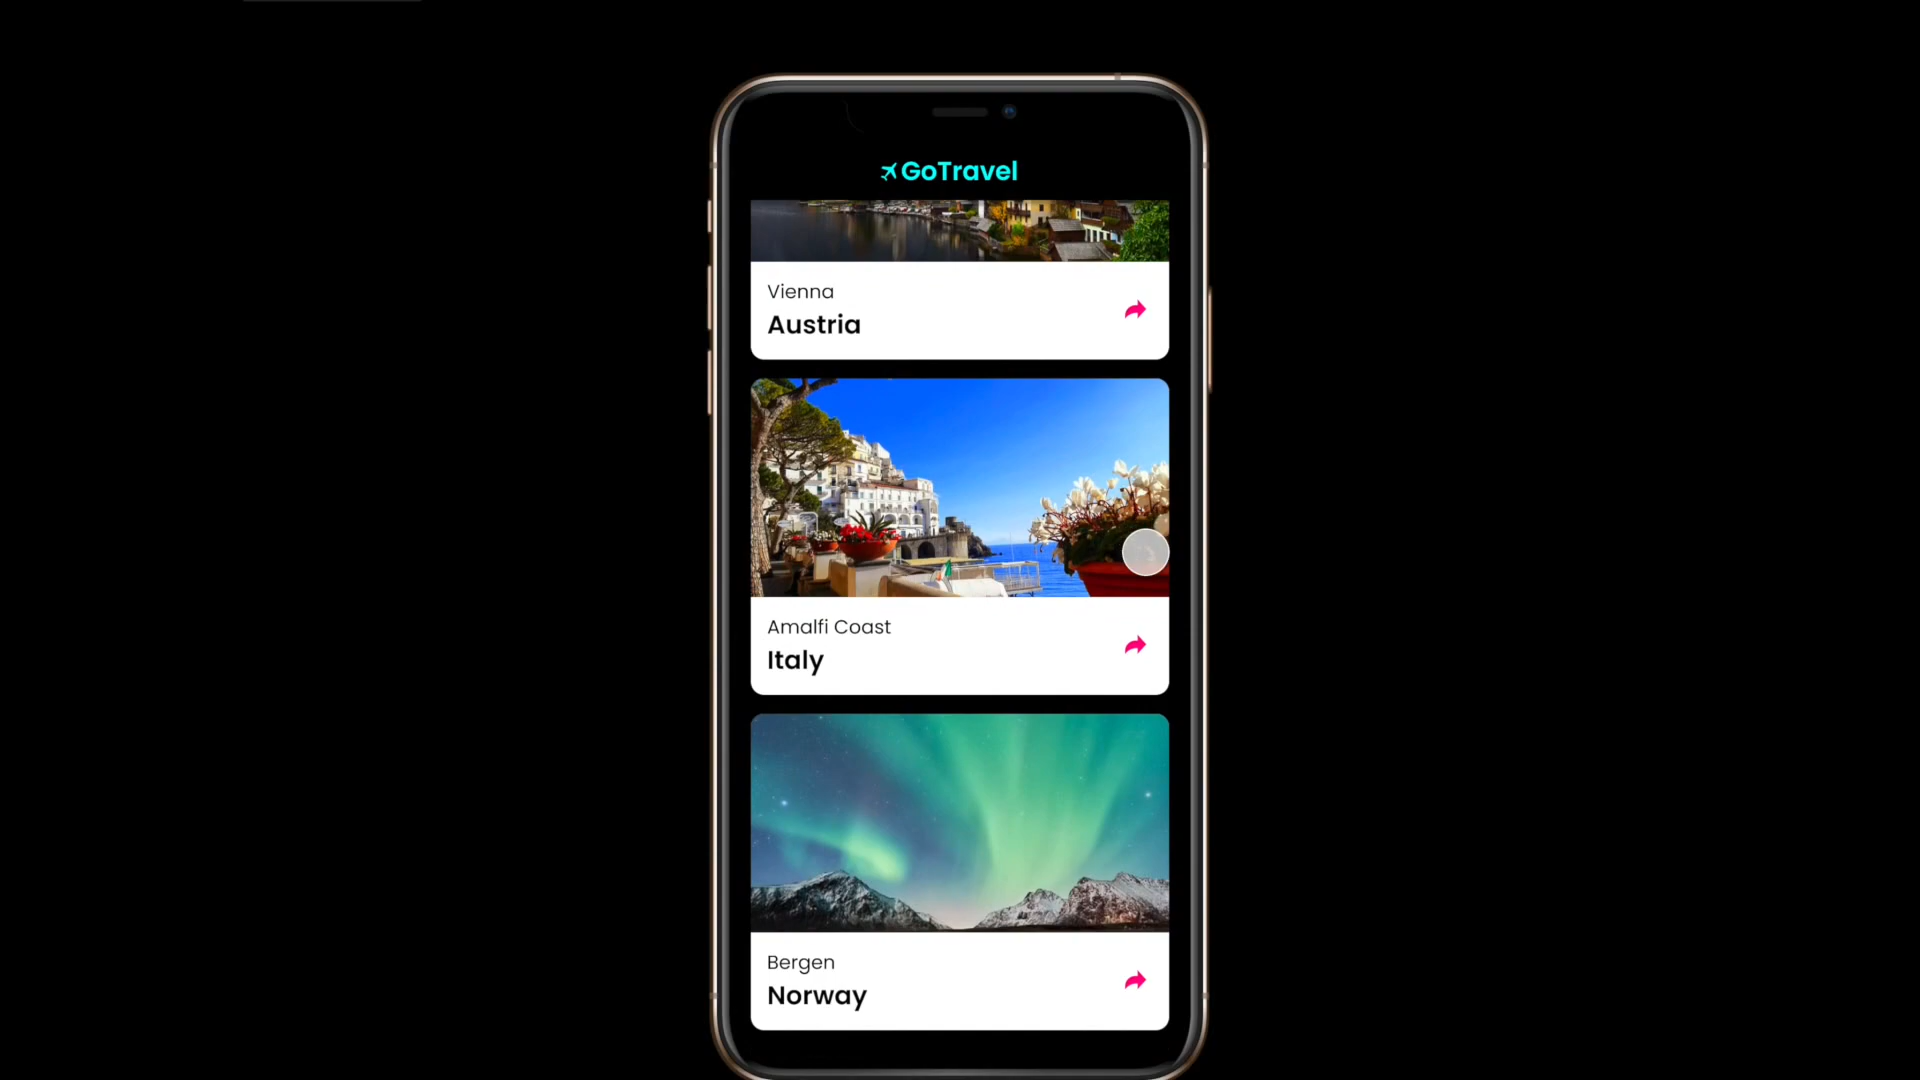 GoTravel
Vienna
Austria
Amalfi Coast
Italy
Bergen
Norway